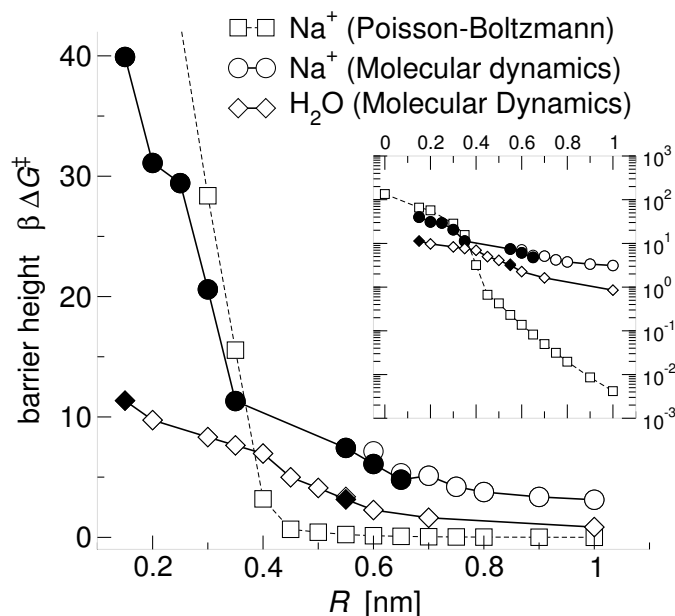 Na⁺ (Poisson-Boltzmann)
Na⁺ (Molecular dynamics)
H₂O (Molecular Dynamics)
barrier height β ΔG‡
40
30
20
10
0
0.2 0.4 0.6 0.8 1
R [nm]
0 0.2 0.4 0.6 0.8 1
10³
10²
10¹
10⁰
10⁻¹
10⁻²
10⁻³